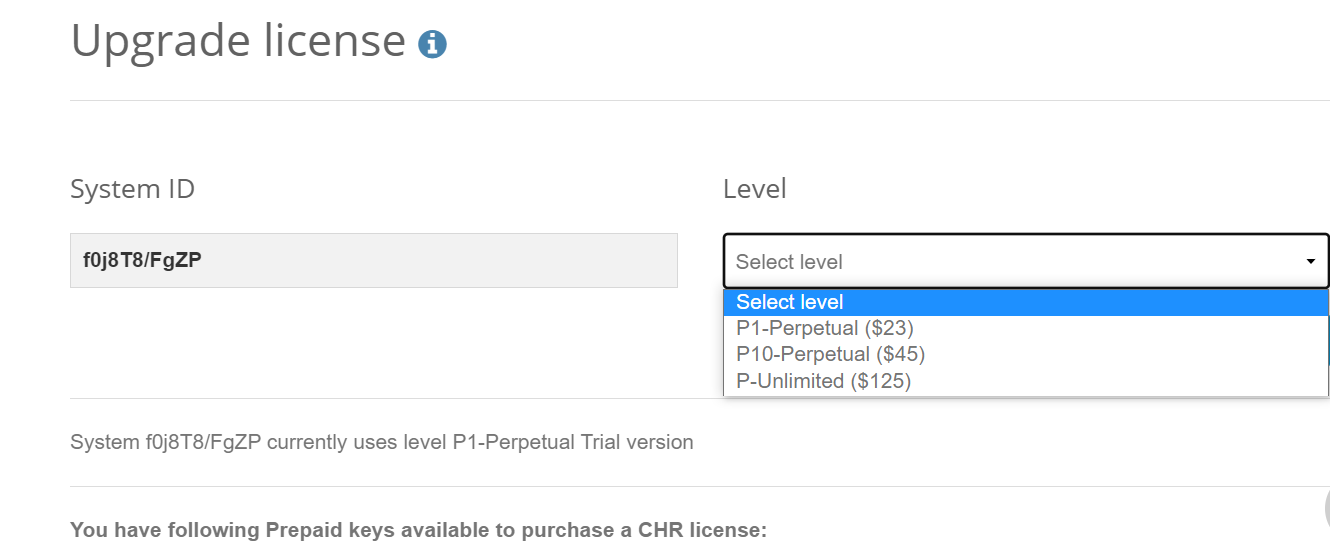 Upgrade license
System ID
Level
f0j8T8/FgZP
Select level
Select level
P1-Perpetual ($23)
P10-Perpetual ($45)
P-Unlimited ($125)
System f0j8T8/FgZP currently uses level P1-Perpetual Trial version
You have following Prepaid keys available to purchase a CHR license: